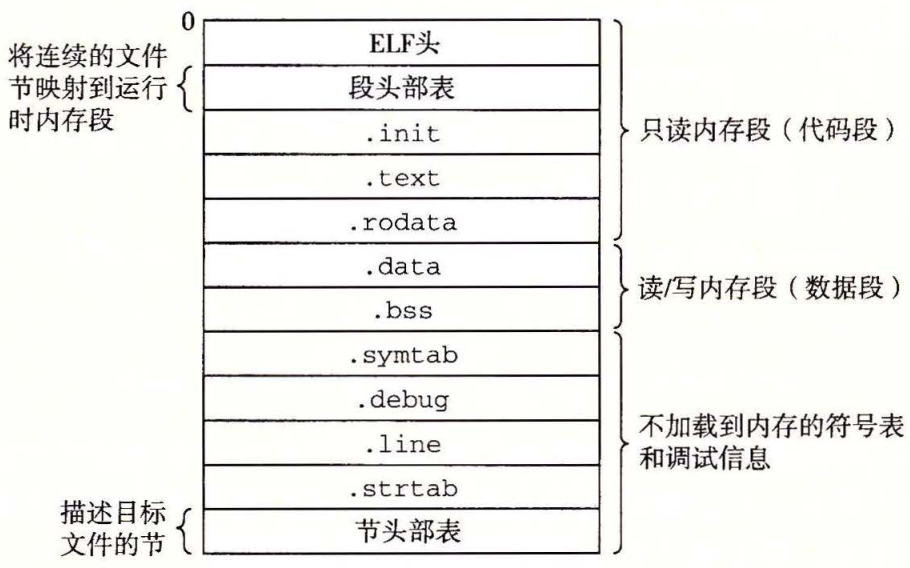 0
ELF头
将连续的文件
节映射到运行
时内存段
段头部表
.init
.text
.rodata
只读内存段（代码段）
.data
.bss
读/写内存段（数据段）
.symtab
.debug
.line
.strtab
不加载到内存的符号表
和调试信息
描述目标
文件的节
节头部表